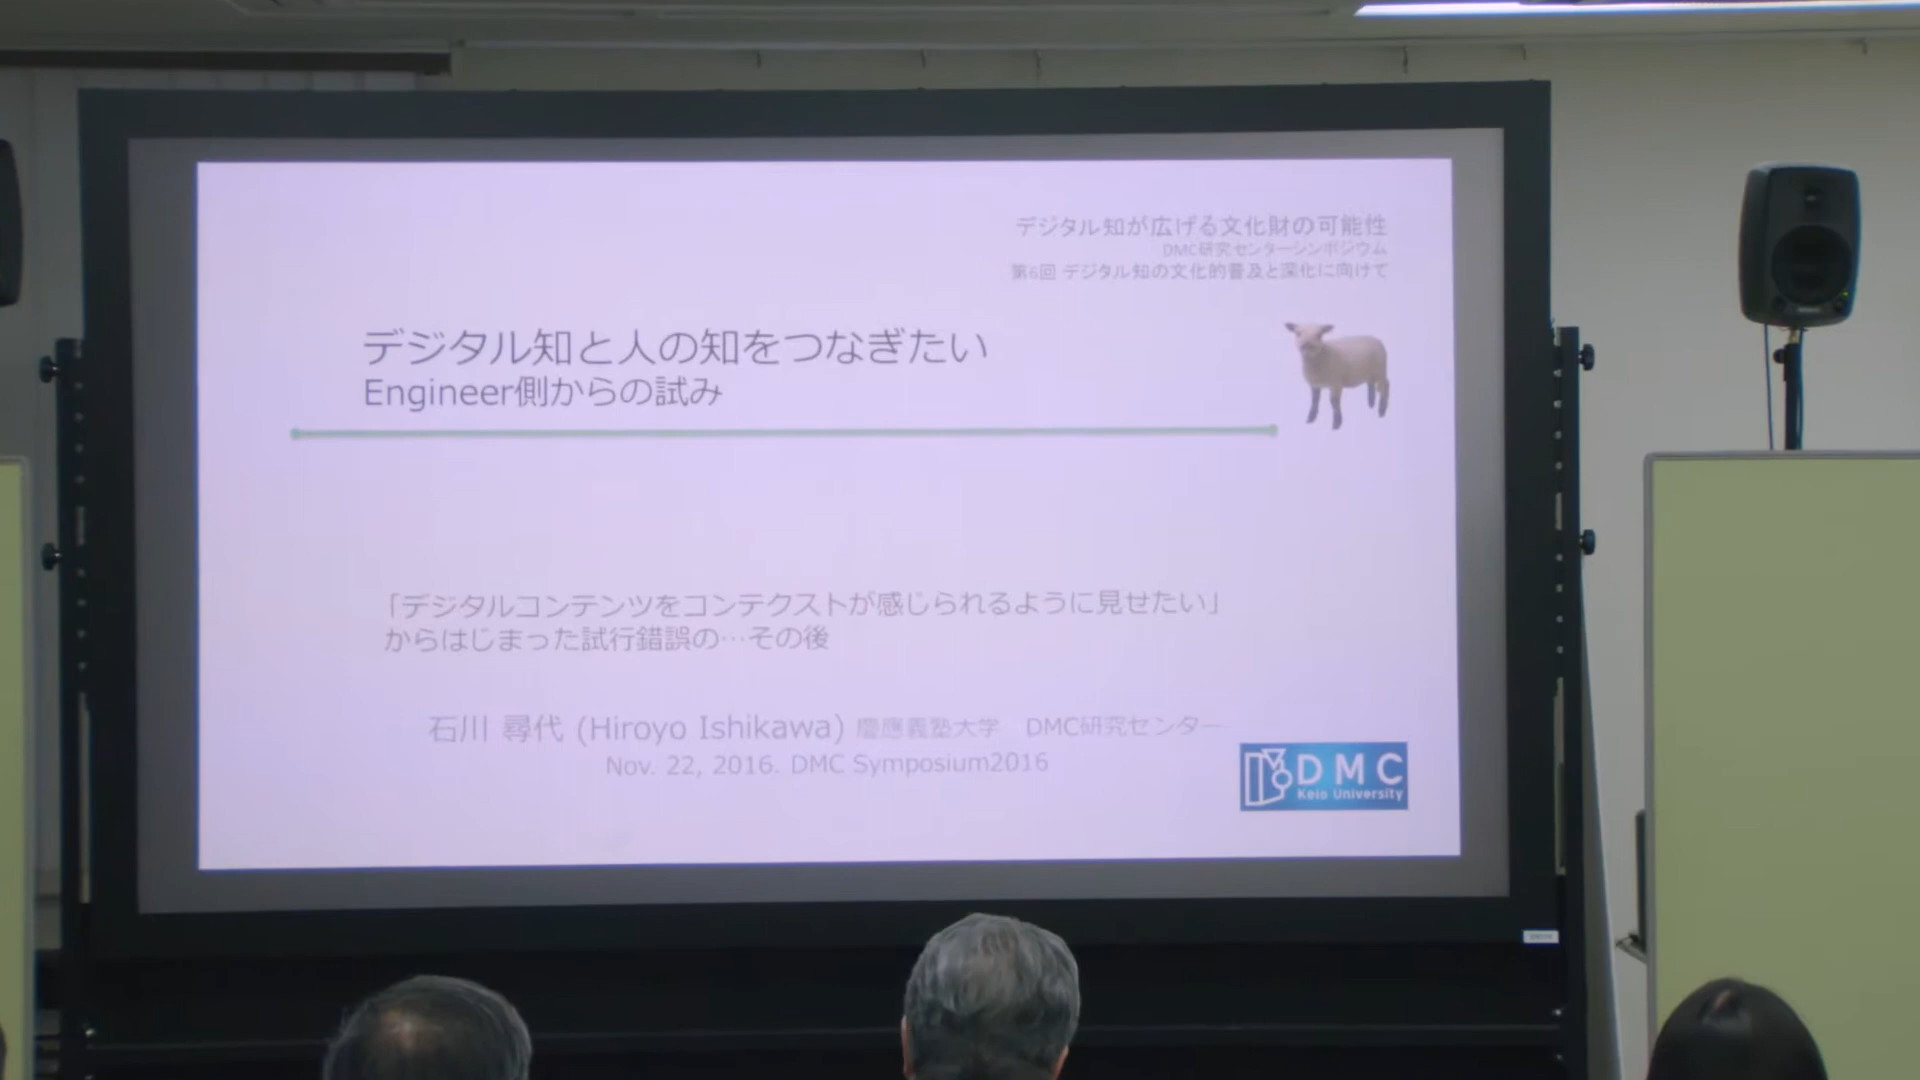 デジタル知が広げる文化財の可能性
DMC研究センターシンポジウム
第6回 デジタル知の文化的普及と深化に向けて
デジタル知と人の知をつなぎたい
Engineer側からの試み
「デジタルコンテンツをコンテクストが感じられるように見せたい」
からはじまった試行錯誤の…その後
石川 尋代 (Hiroyo Ishikawa) 慶應義塾大学 DMC研究センター
Nov. 22, 2016. DMC Symposium2016
DMC
Keio University